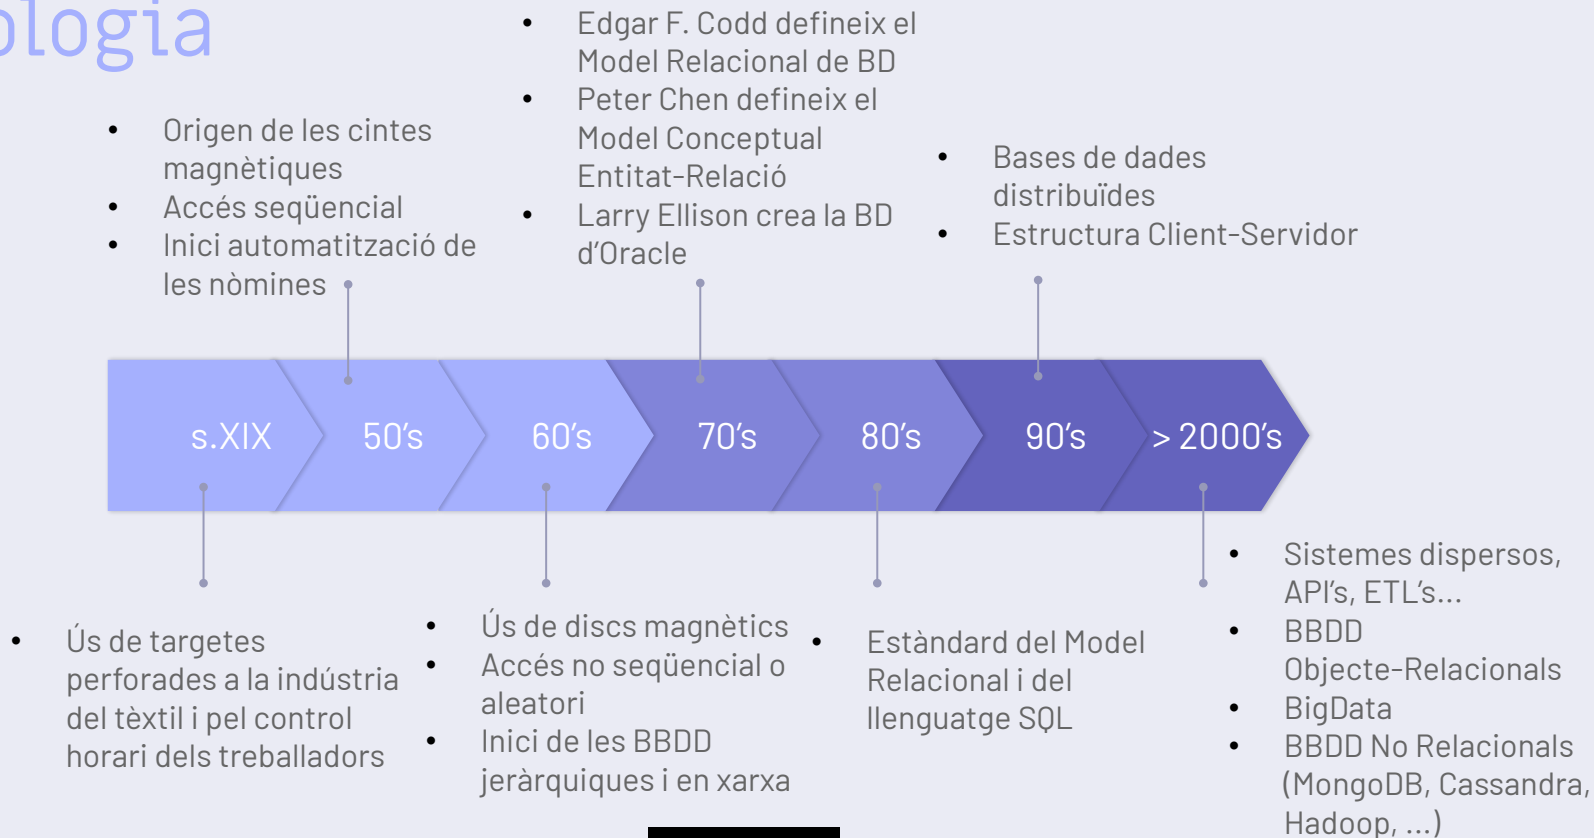 ologia
• Edgar F. Codd defineix el
Model Relacional de BD
• Peter Chen defineix el
Model Conceptual
Entitat-Relació
• Larry Ellison crea la BD
d'Oracle
• Origen de les cintes
magnètiques
• Accés seqüencial
• Inici automatització de
les nòmines
• Bases de dades
distribuïdes
• Estructura Client-Servidor
s.XIX
50's
60's
70's
80's
90's
> 2000's
• Ús de targetes
perforades a la indústria
del tèxtil i pel control
horari dels treballadors
• Ús de discs magnètics
• Accés no seqüencial o
aleatori
• Inici de les BBDD
jeràrquiques i en xarxa
• Estàndard del Model
Relacional i del
llenguatge SQL
• Sistemes dispersos,
API's, ETL's...
• BBDD
Objecte-Relacionals
• BigData
• BBDD No Relacionals
(MongoDB, Cassandra,
Hadoop, ...)